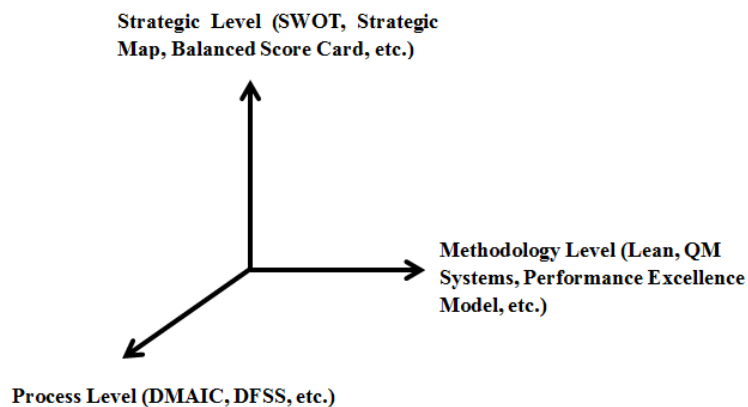 Strategic Level (SWOT, Strategic
Map, Balanced Score Card, etc.)
Methodology Level (Lean, QM
Systems, Performance Excellence
Model, etc.)
Process Level (DMAIC, DFSS, etc.)